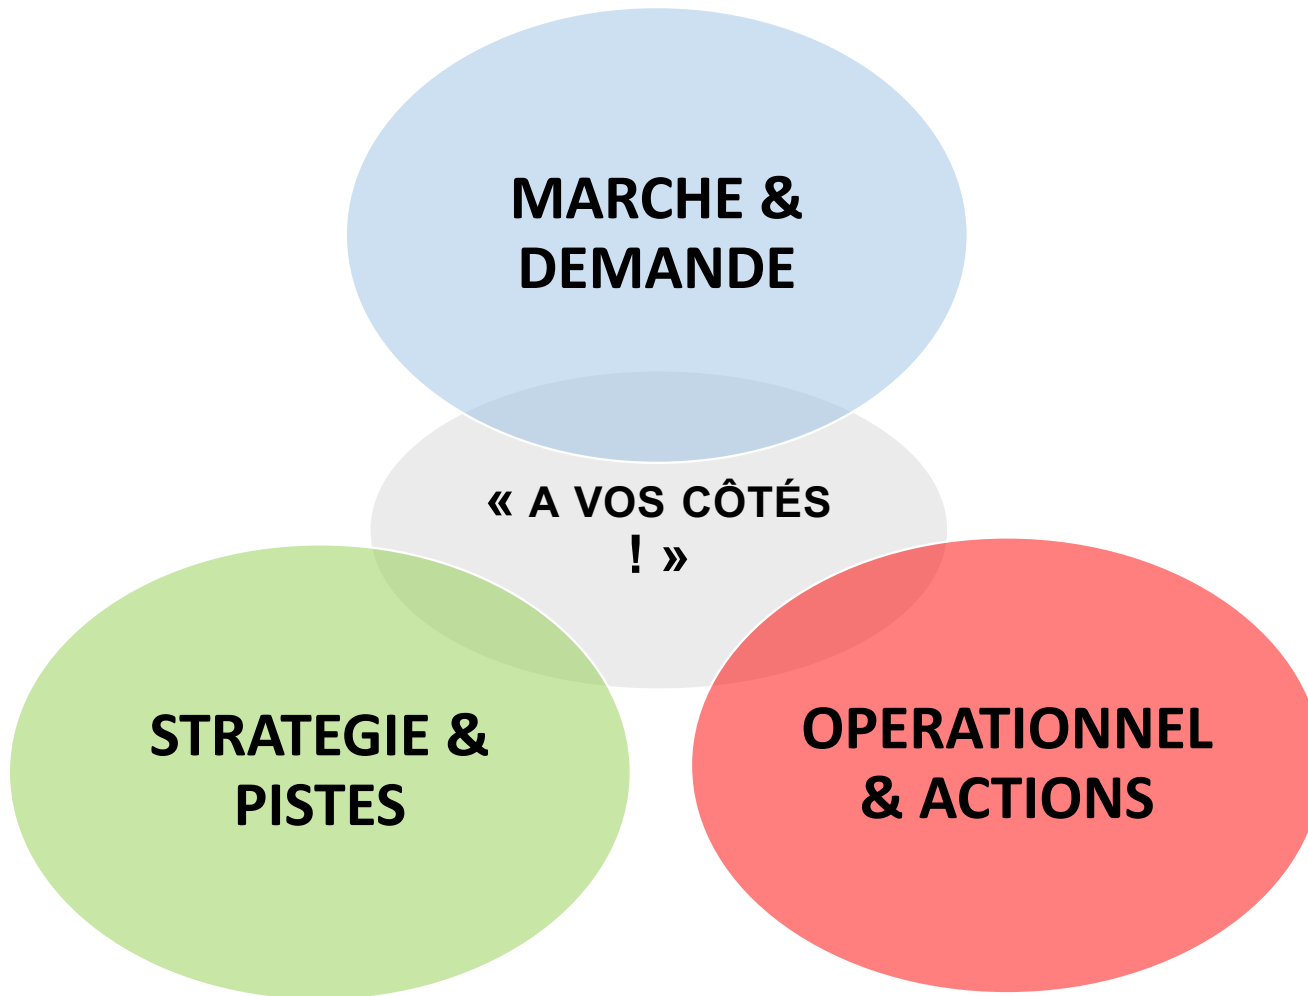 MARCHE &
DEMANDE
« A VOS CÔTÉS
! »
STRATEGIE &
PISTES
OPERATIONNEL
& ACTIONS